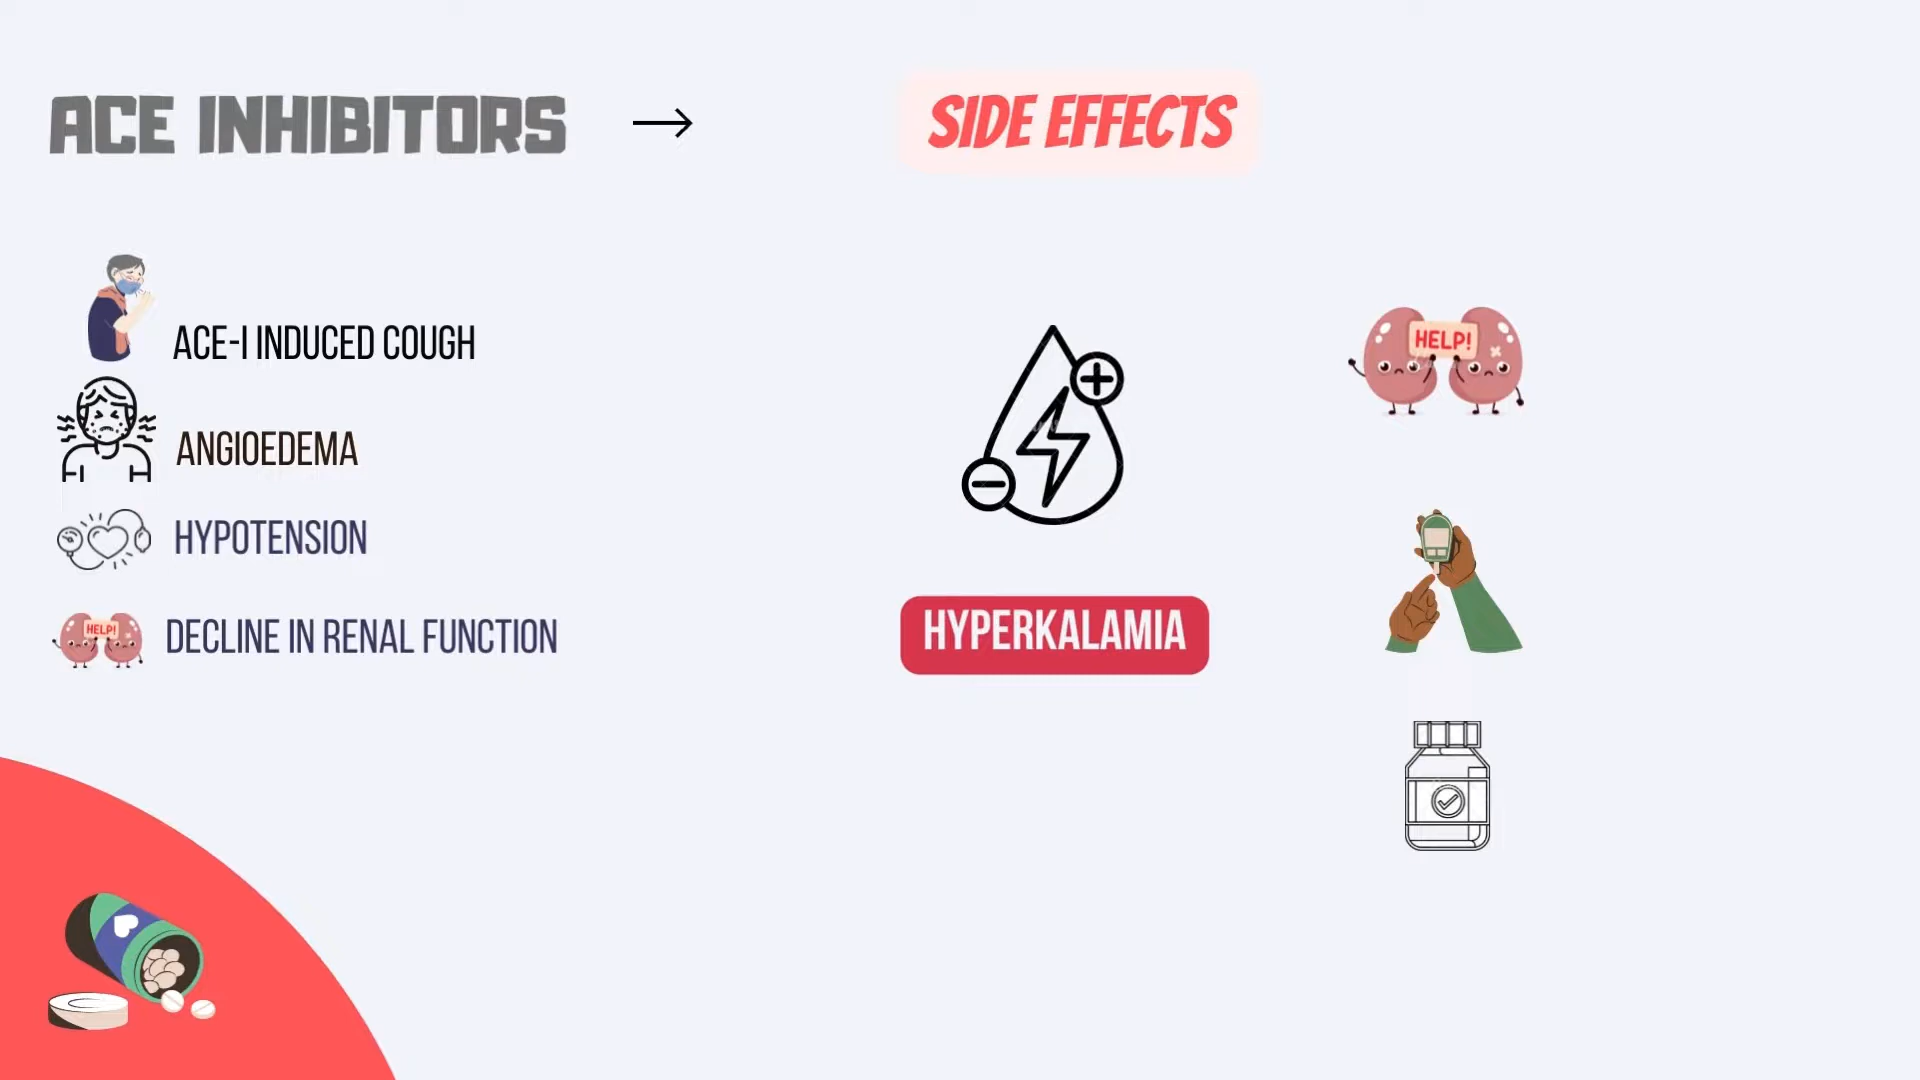 ACE INHIBITORS
SIDE EFFECTS
ACE-I INDUCED COUGH
ANGIOEDEMA
HYPOTENSION
HELP!
DECLINE IN RENAL FUNCTION
HYPERKALAMIA
HELP!